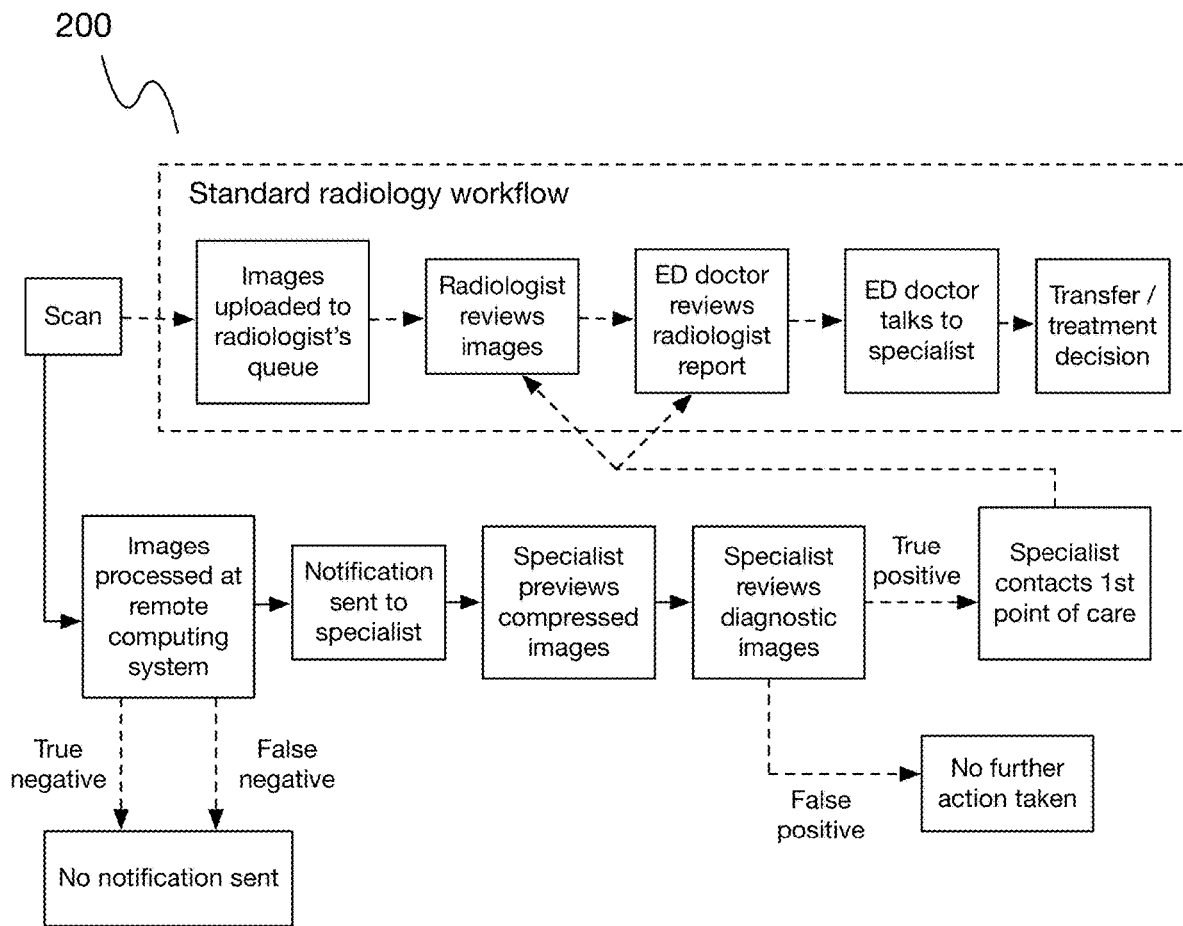 200
Standard radiology workflow
Scan
Images
uploaded to
radiologist's
queue
Radiologist
reviews
images
ED doctor
reviews
radiologist
report
ED doctor
talks to
specialist
Transfer /
treatment
decision
Images
processed at
remote
computing
system
Notification
sent to
specialist
Specialist
previews
compressed
images
Specialist
reviews
diagnostic
images
True
positive
Specialist
contacts 1st
point of care
True
negative
False
negative
False
positive
No further
action taken
No notification sent